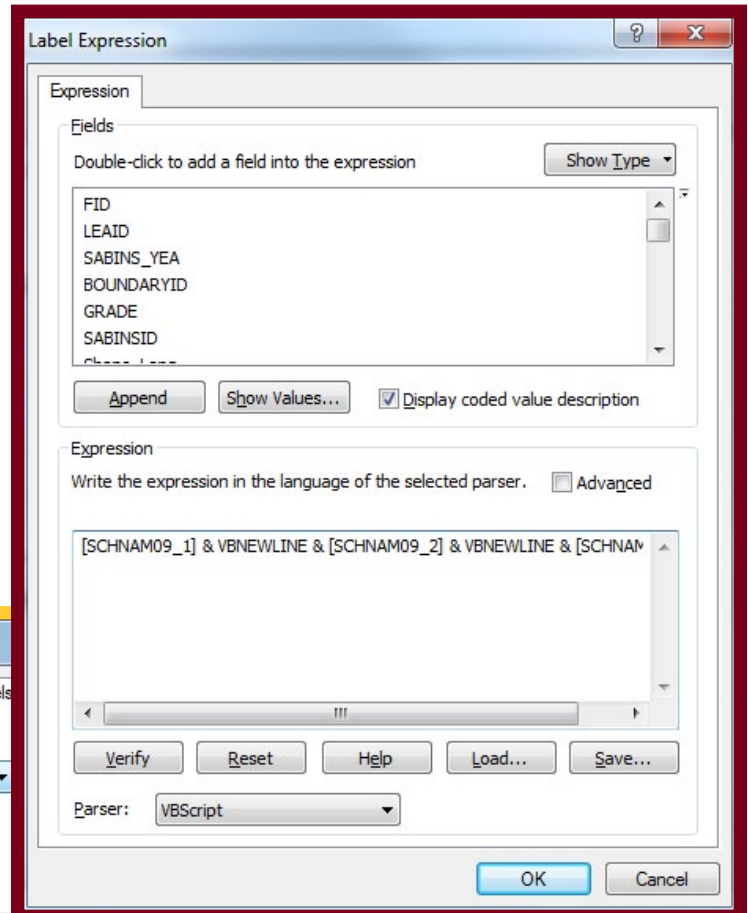 Label Expression
Expression
Fields
Double-click to add a field into the expression
Show Type
FID
LEAID
SABINS_YEA
BOUNDARYID
GRADE
SABINSID
Append
Show Values...
Display coded value description
Expression
Write the expression in the language of the selected parser.
Advanced
[SCHNAM09_1] & VBNEWLINE & [SCHNAM09_2] & VBNEWLINE & [SCHNAM
els
Verify
Reset
Help
Load...
Save...
Parser:
VBScript
OK
Cancel